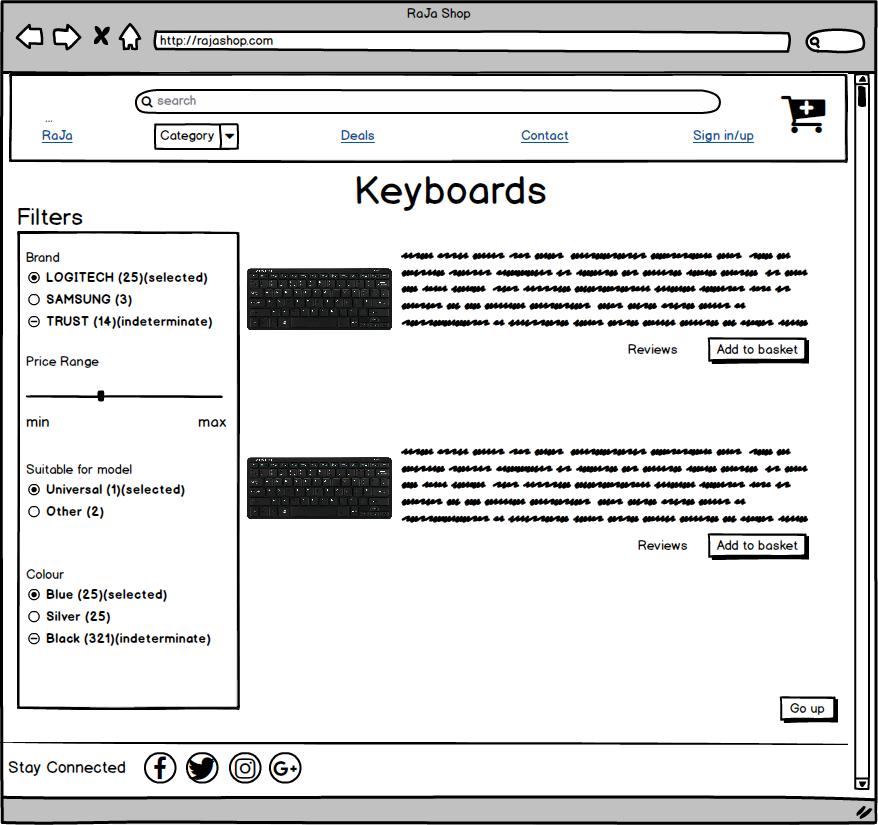 RaJa Shop
http://rajashop.com
search
...
RaJa Category Deals Contact Sign in/up
Keyboards
Filters
Brand
LOGITECH (25)(selected)
SAMSUNG (3)
TRUST (14)(indeterminate)
Price Range
min max
Suitable for model
Universal (1)(selected)
Other (2)
Colour
Blue (25)(selected)
Silver (25)
Black (321)(indeterminate)
Reviews Add to basket
Reviews Add to basket
Go up
Stay Connected